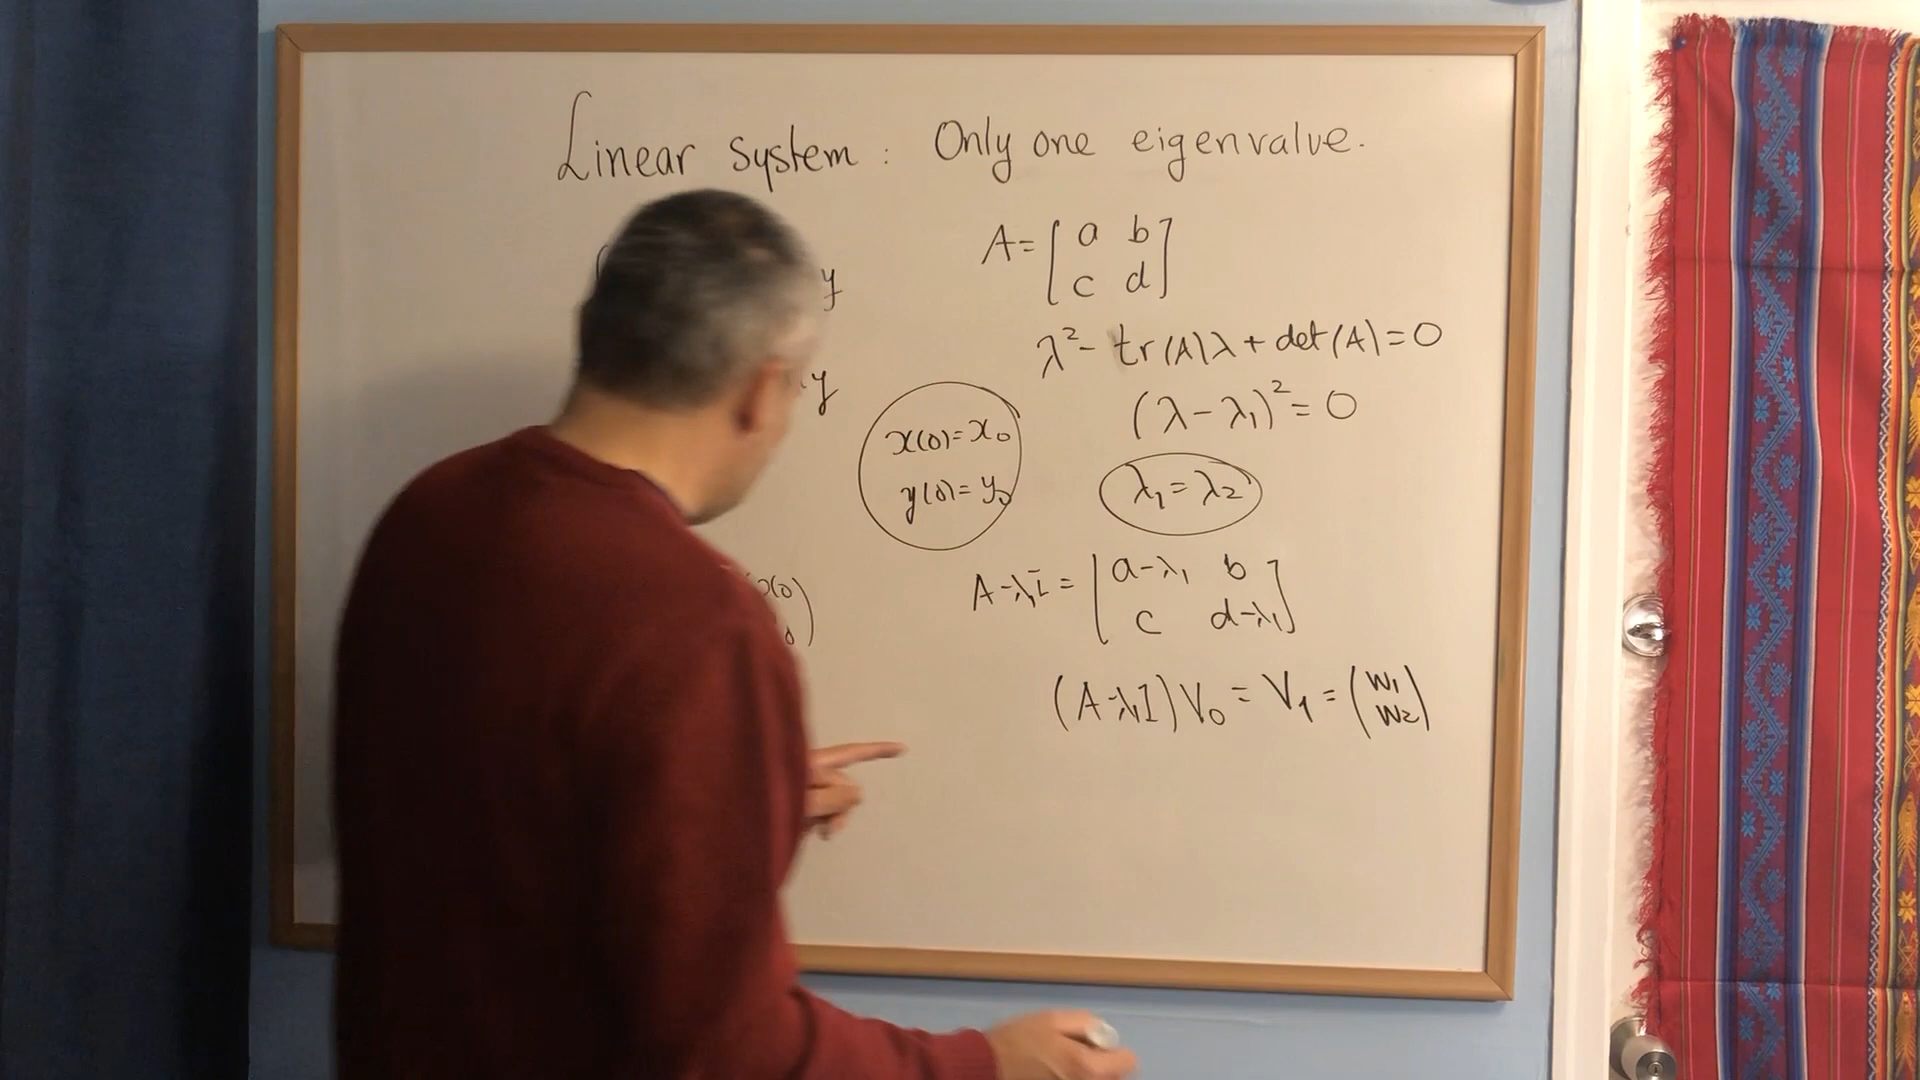 Linear system : Only one eigenvalue.
A = [ a b
c d ]
y
λ² - tr(A)λ + det(A) = 0
y
(λ - λ₁)² = 0
x(0) = x₀
y(0) = y₀
λ₁ = λ₂
A - λ₁I = [ a-λ₁ b
c d-λ₁ ]
(A - λ₁I) V₀ = V₁ = ( w₁
w₂ )